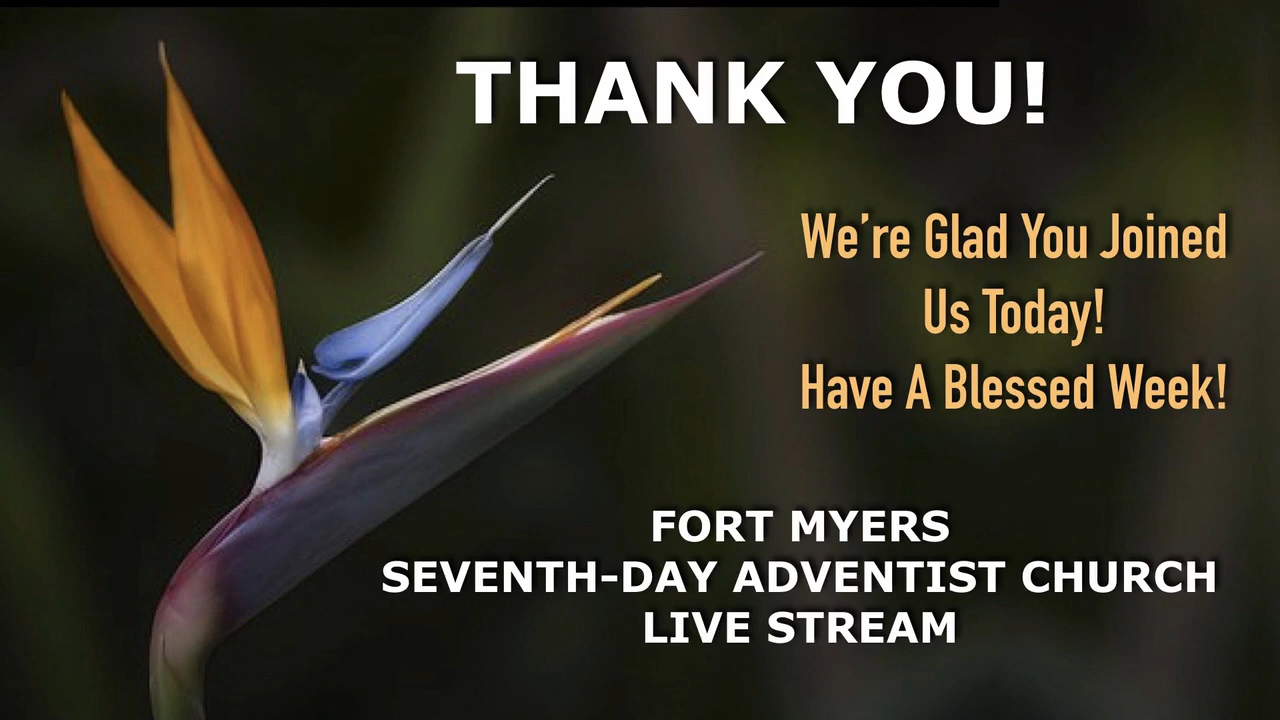 THANK YOU!
We're Glad You Joined
Us Today!
Have A Blessed Week!
FORT MYERS
SEVENTH-DAY ADVENTIST CHURCH
LIVE STREAM